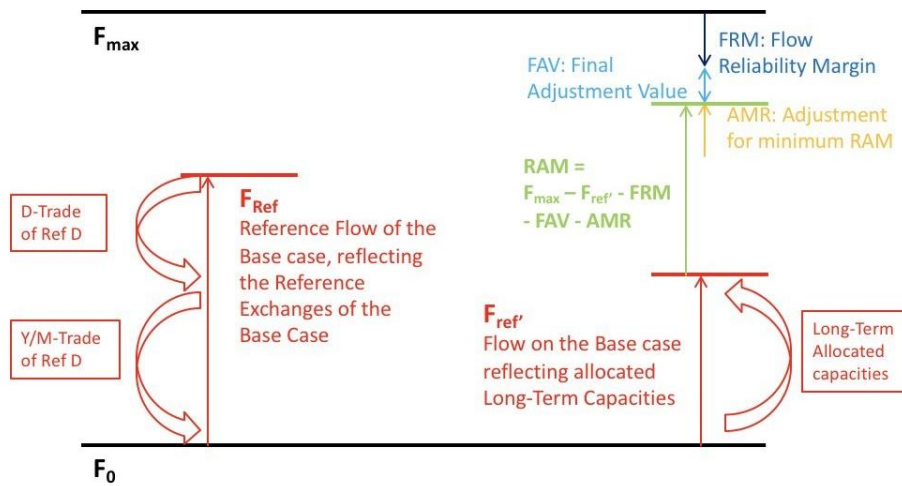 Fmax
FRM: Flow
Reliability Margin
FAV: Final
Adjustment Value
AMR: Adjustment
for minimum RAM
RAM =
Fmax – Fref' - FRM
- FAV - AMR
D-Trade
of Ref D
Y/M-Trade
of Ref D
FRef
Reference Flow of the
Base case, reflecting
the Reference
Exchanges of the
Base Case
Fref'
Flow on the Base case
reflecting allocated
Long-Term Capacities
Long-Term
Allocated
capacities
F0